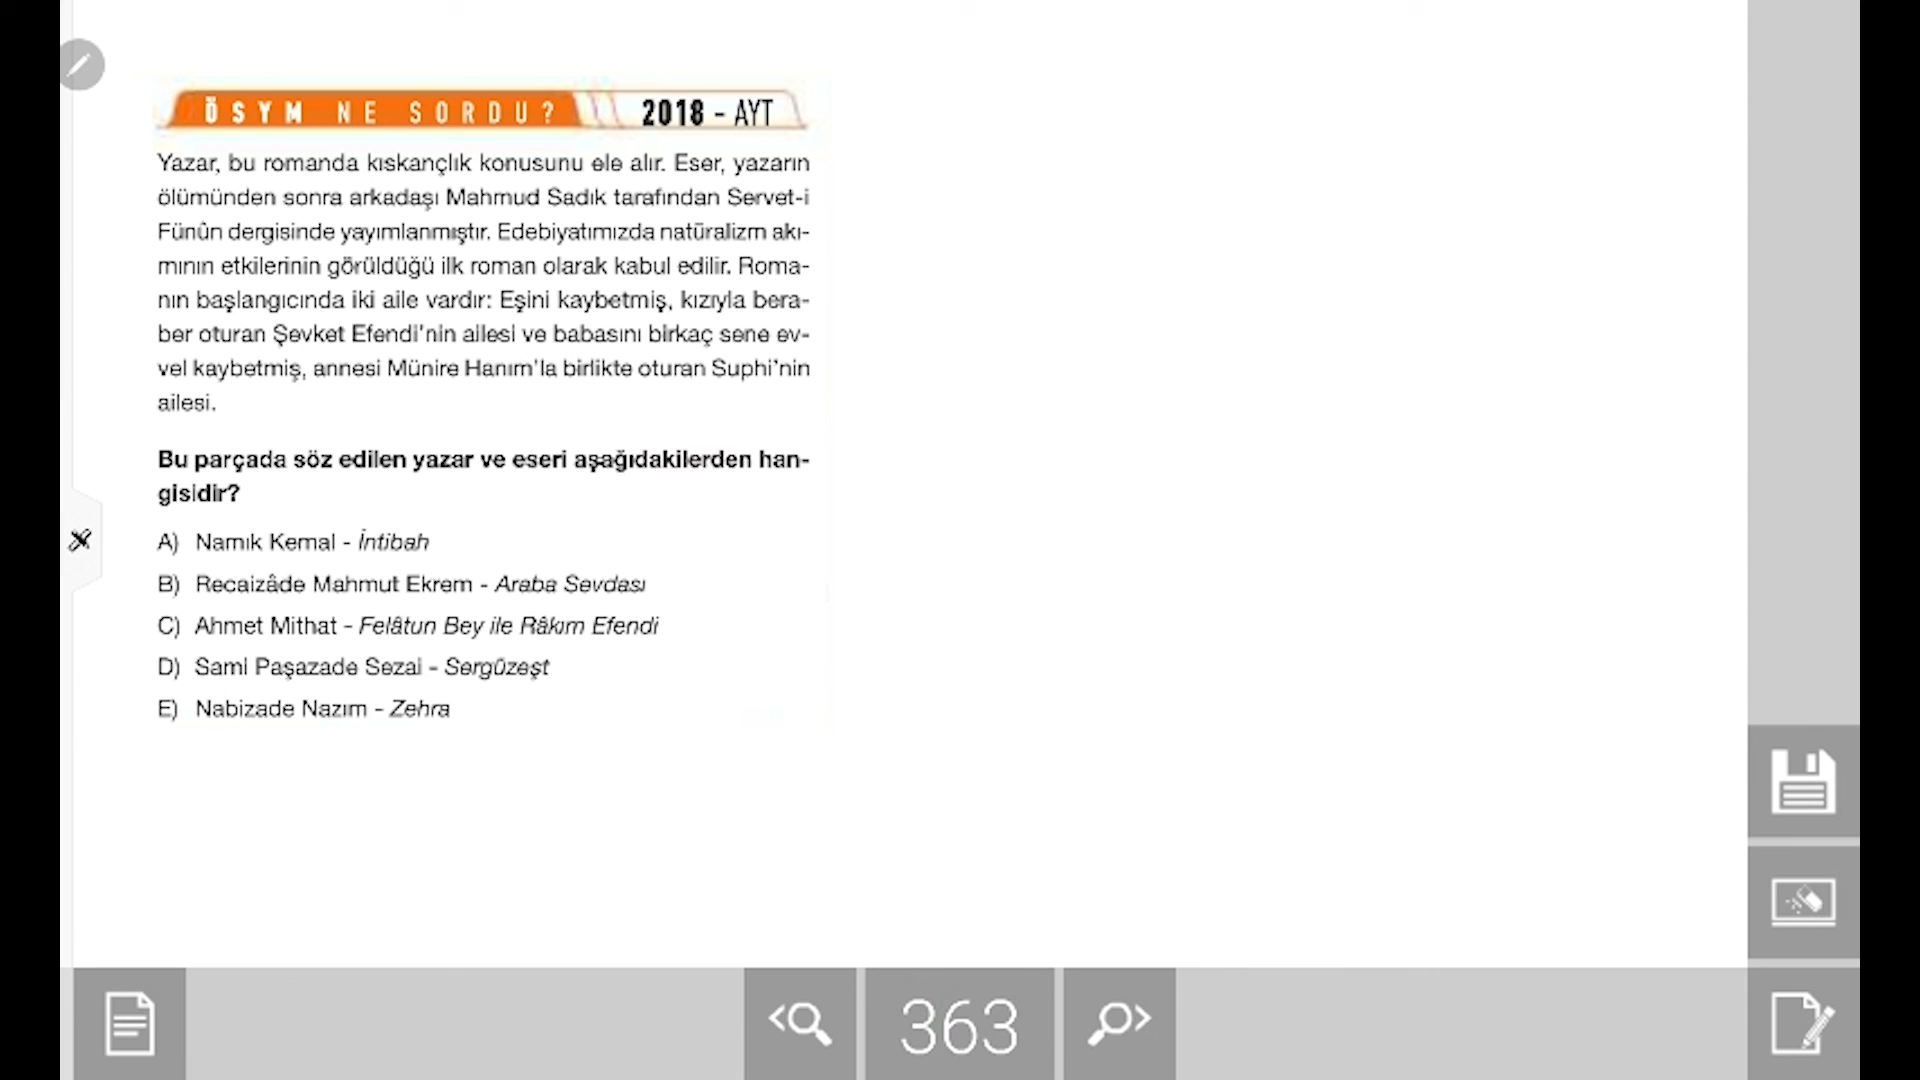 ÖSYM NE SORDU? 2018 - AYT
Yazar, bu romanda kıskançlık konusunu ele alır. Eser, yazarın
ölümünden sonra arkadaşı Mahmud Sadık tarafından Servet-i
Fünûn dergisinde yayımlanmıştır. Edebiyatımızda natüralizm akı-
mının etkilerinin görüldüğü ilk roman olarak kabul edilir. Roma-
nın başlangıcında iki aile vardır: Eşini kaybetmiş, kızıyla bera-
ber oturan Şevket Efendi'nin ailesi ve babasını birkaç sene ev-
vel kaybetmiş, annesi Münire Hanım'la birlikte oturan Suphi'nin
ailesi.
Bu parçada söz edilen yazar ve eseri aşağıdakilerden han-
gisidir?
A) Namık Kemal - İntibah
B) Recaizâde Mahmut Ekrem - Araba Sevdası
C) Ahmet Mithat - Felâtun Bey ile Râkım Efendi
D) Sami Paşazade Sezai - Sergüzeşt
E) Nabizade Nazım - Zehra
363